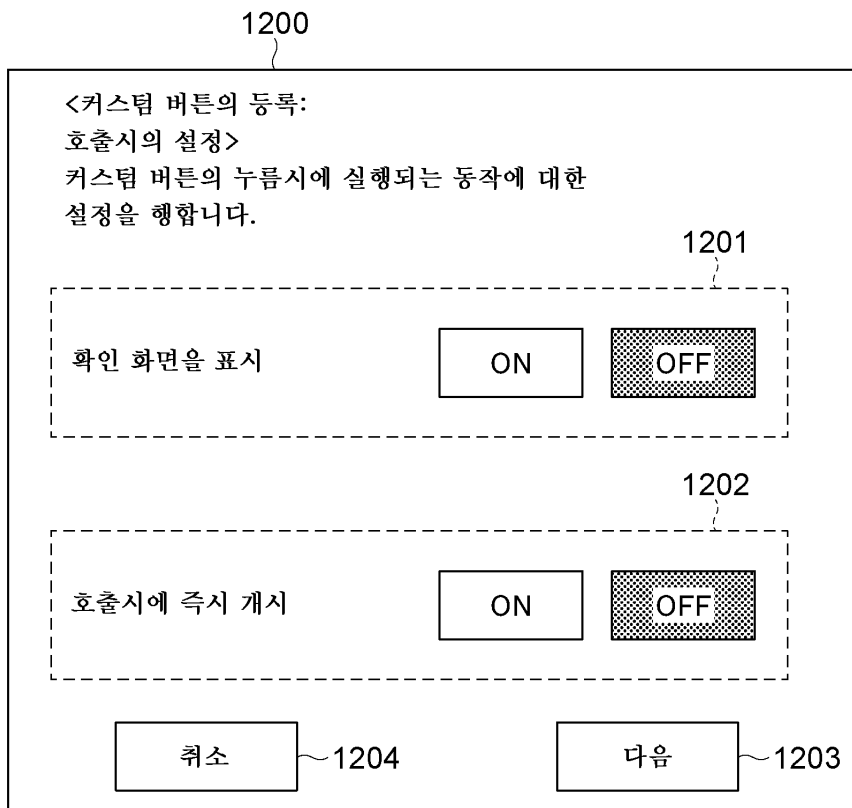 1200
<커스텀 버튼의 등록:
호출시의 설정>
커스텀 버튼의 누름시에 실행되는 동작에 대한
설정을 행합니다.
1201
확인 화면을 표시 ON OFF
1202
호출시에 즉시 개시 ON OFF
취소 1204 다음 1203